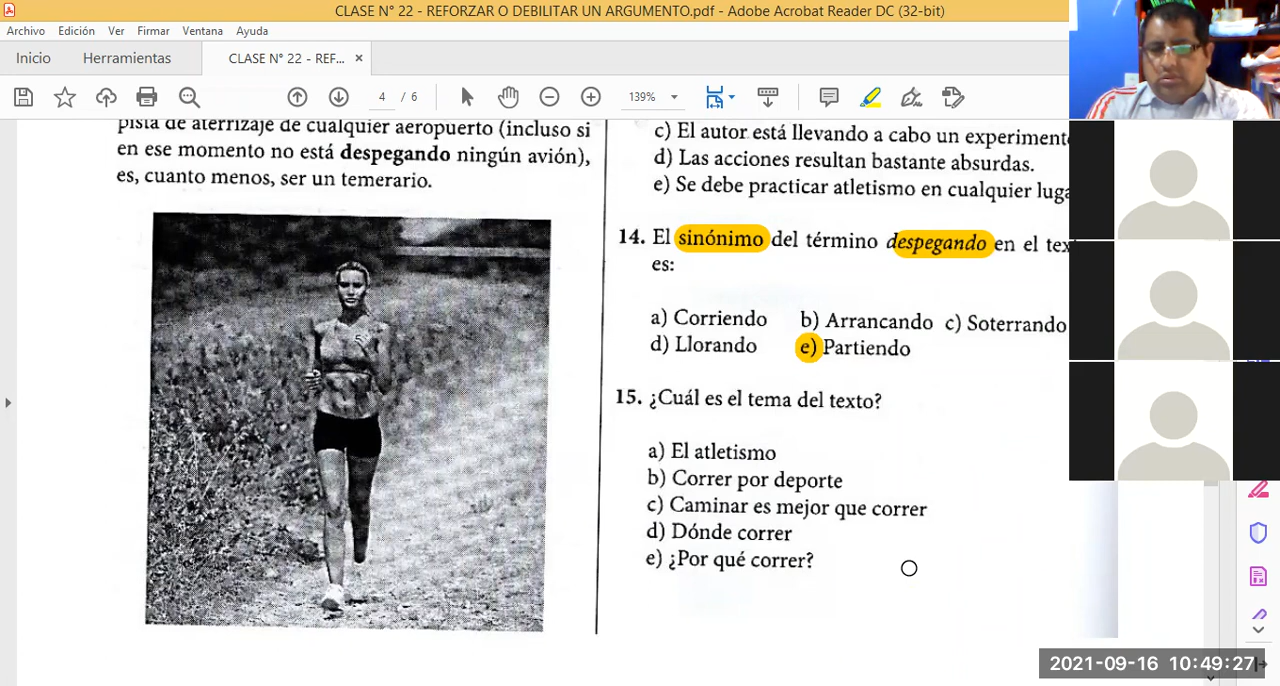 CLASE N° 22 - REFORZAR O DEBILITAR UN ARGUMENTO.pdf - Adobe Acrobat Reader DC (32-bit)
Archivo Edición Ver Firmar Ventana Ayuda
Inicio Herramientas CLASE N° 22 - REF... ×
4 / 6 139%
pista de aterrizaje de cualquier aeropuerto (incluso si
en ese momento no está despegando ningún avión),
es, cuanto menos, ser un temerario.
c) El autor está llevando a cabo un experiment
d) Las acciones resultan bastante absurdas.
e) Se debe practicar atletismo en cualquier luga
14. El sinónimo del término despegando en el tex
es:
a) Corriendo b) Arrancando c) Soterrando
d) Llorando e) Partiendo
15. ¿Cuál es el tema del texto?
a) El atletismo
b) Correr por deporte
c) Caminar es mejor que correr
d) Dónde correr
e) ¿Por qué correr?
2021-09-16 10:49:27